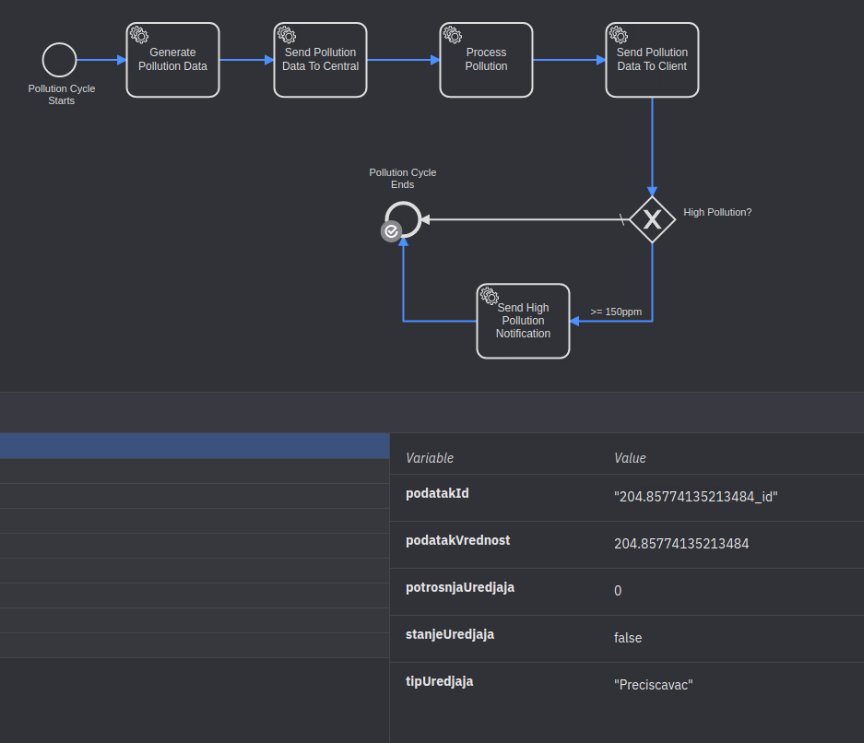 Generate
Pollution Data
Send Pollution
Data To Central
Process
Pollution
Send Pollution
Data To Client
Pollution Cycle
Starts
Pollution Cycle
Ends
High Pollution?
Send High
Pollution
Notification
>= 150ppm
Variable Value
podatakId "204.85774135213484_id"
podatakVrednost 204.85774135213484
potrosnjaUredjaja 0
stanjeUredjaja false
tipUredjaja "Preciscavac"